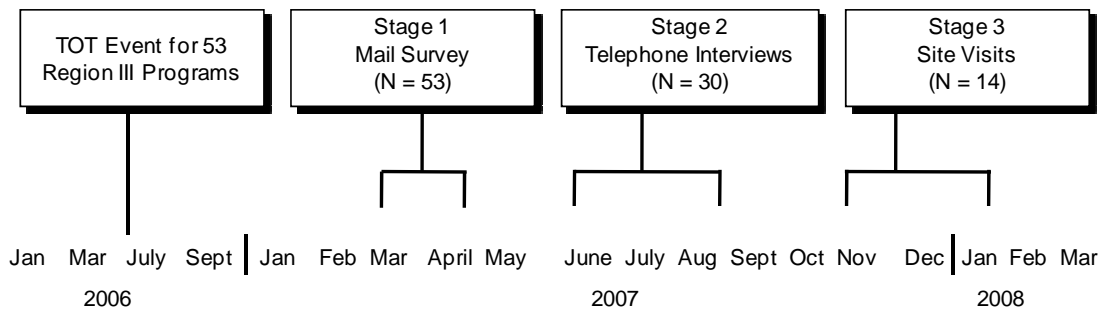 TOT Event for 53
Region III Programs
Stage 1
Mail Survey
(N = 53)
Stage 2
Telephone Interviews
(N = 30)
Stage 3
Site Visits
(N = 14)
Jan Mar July Sept Jan Feb Mar April May June July Aug Sept Oct Nov Dec Jan Feb Mar
2006 2007 2008